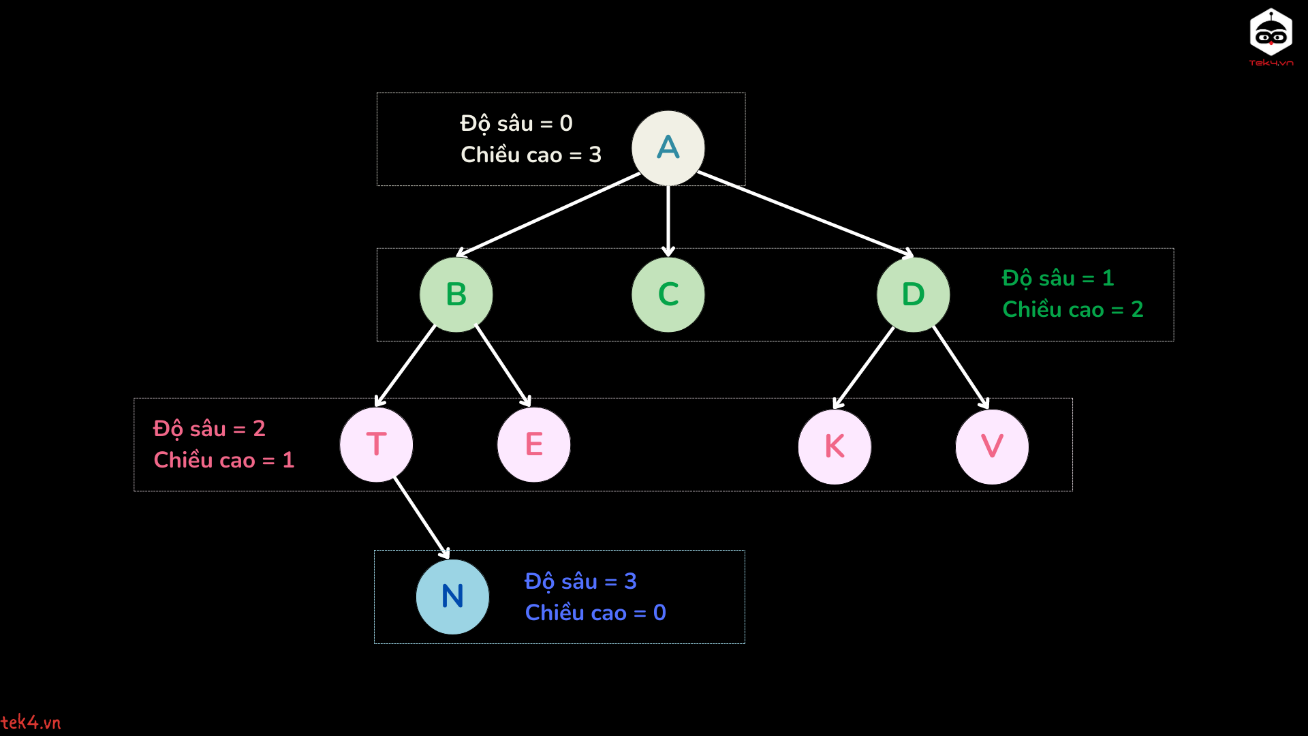 Tek4.vn
Độ sâu = 0
Chiều cao = 3
A
B
C
D
Độ sâu = 1
Chiều cao = 2
Độ sâu = 2
Chiều cao = 1
T
E
K
V
N
Độ sâu = 3
Chiều cao = 0
tek4.vn